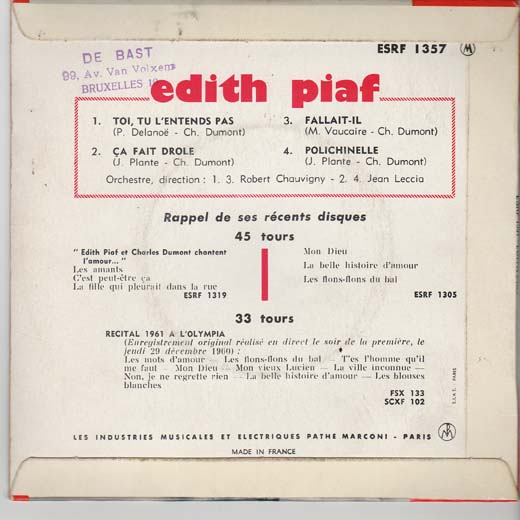 ESRF 1357 M
DE BAST
99, Av. Van Volxem
BRUXELLES
edith piaf
1. TOI, TU L'ENTENDS PAS
(P. Delanoë - Ch. Dumont)
2. ÇA FAIT DROLE
(J. Plante - Ch. Dumont)
3. FALLAIT-IL
(M. Vaucaire - Ch. Dumont)
4. POLICHINELLE
(J. Plante - Ch. Dumont)
Orchestre, direction : 1. 3. Robert Chauvigny - 2. 4. Jean Leccia
Rappel de ses récents disques
45 tours
" Edith Piaf et Charles Dumont chantent
l'amour... "
Les amants
C'est peut-être ça
La fille qui pleurait dans la rue
ESRF 1319
Mon Dieu
La belle histoire d'amour
Les flons-flons du bal
ESRF 1305
33 tours
RECITAL 1961 A L'OLYMPIA
(Enregistrement original réalisé en direct le soir de la première, le
jeudi 29 décembre 1960) :
Les mots d'amour — Les flons-flons du bal — T'es l'homme qu'il
me faut — Mon Dieu — Mon vieux Lucien — La ville inconnue —
Non, je ne regrette rien — La belle histoire d'amour — Les blouses
blanches
FSX 133
SCXF 102
LES INDUSTRIES MUSICALES ET ELECTRIQUES PATHE MARCONI - PARIS
MADE IN FRANCE